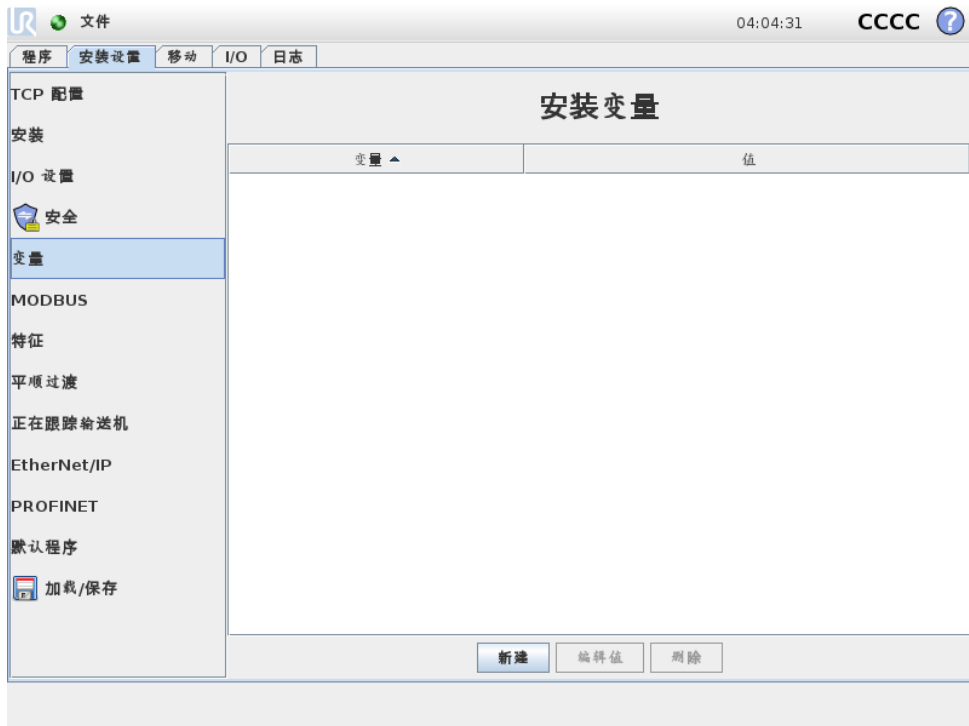 UR 文件 04:04:31 CCCC ?
程序 安装设置 移动 I/O 日志
TCP 配置
安装变量
安装
变量 值
I/O 设置
安全
变量
MODBUS
特征
平顺过渡
正在跟踪输送机
EtherNet/IP
PROFINET
默认程序
加载/保存
新建 编辑值 删除